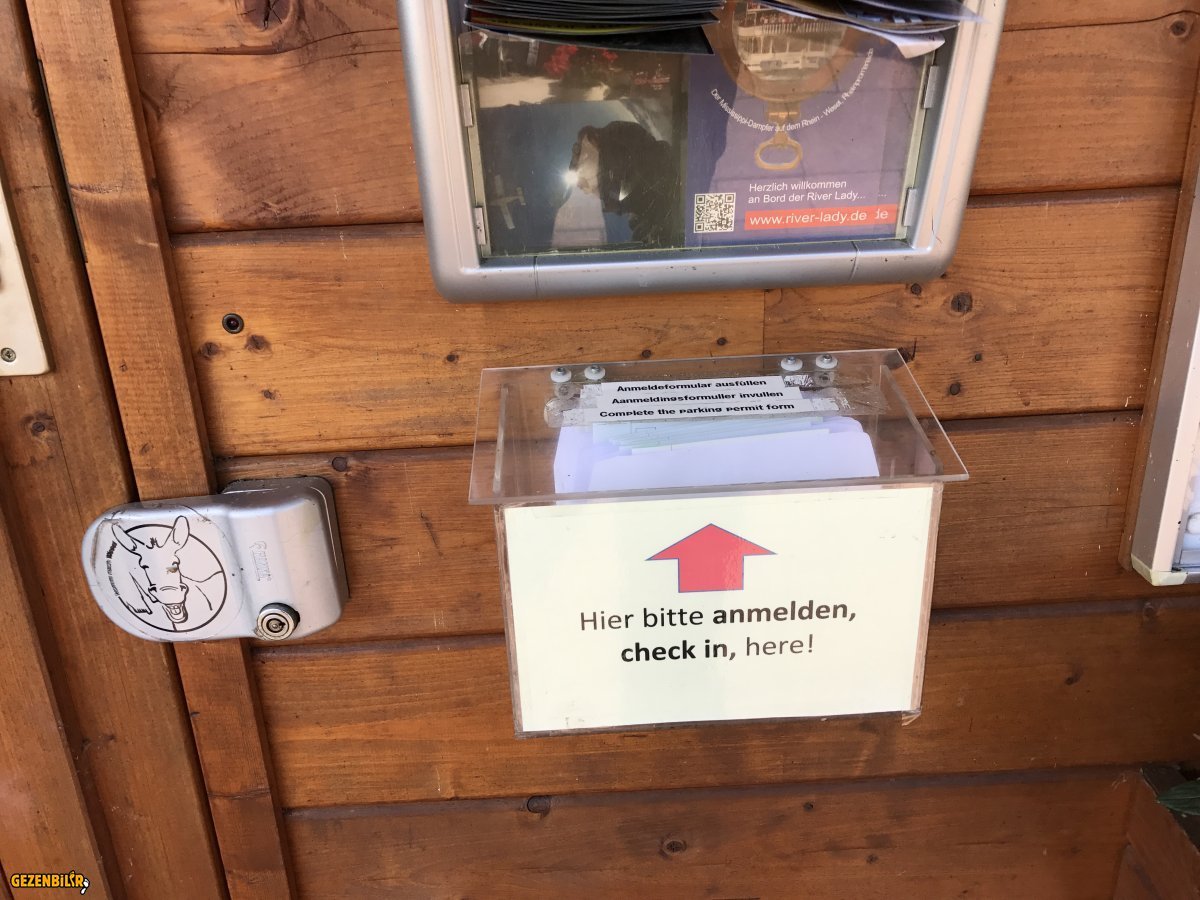 Der Mississippi-Dampfer auf dem Rhein - Wesel, Rheinpromenade
Herzlich willkommen
an Bord der River Lady...
www.river-lady.de
de
Anmeldeformular ausfüllen
Aanmeldingsformulier invullen
Complete the parking permit form
Hier bitte anmelden,
check in, here!
GEZENBILIR